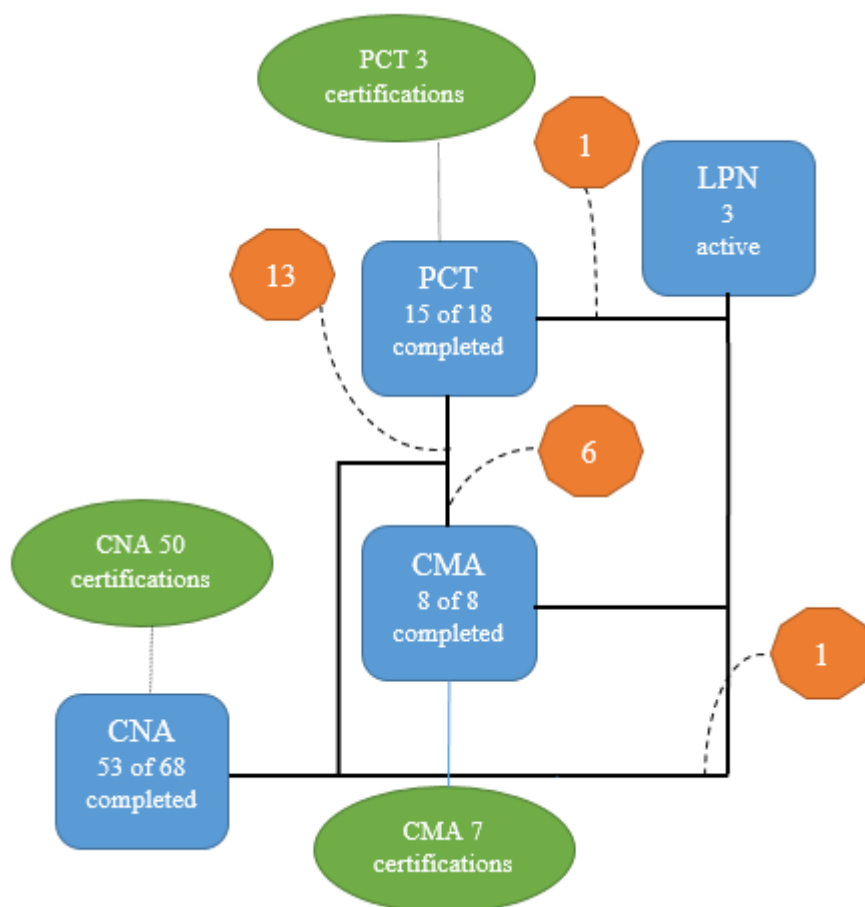 PCT 3
certifications
1
LPN
3
active
13
PCT
15 of 18
completed
6
CNA 50
certifications
CMA
8 of 8
completed
1
CNA
53 of 68
completed
CMA 7
certifications